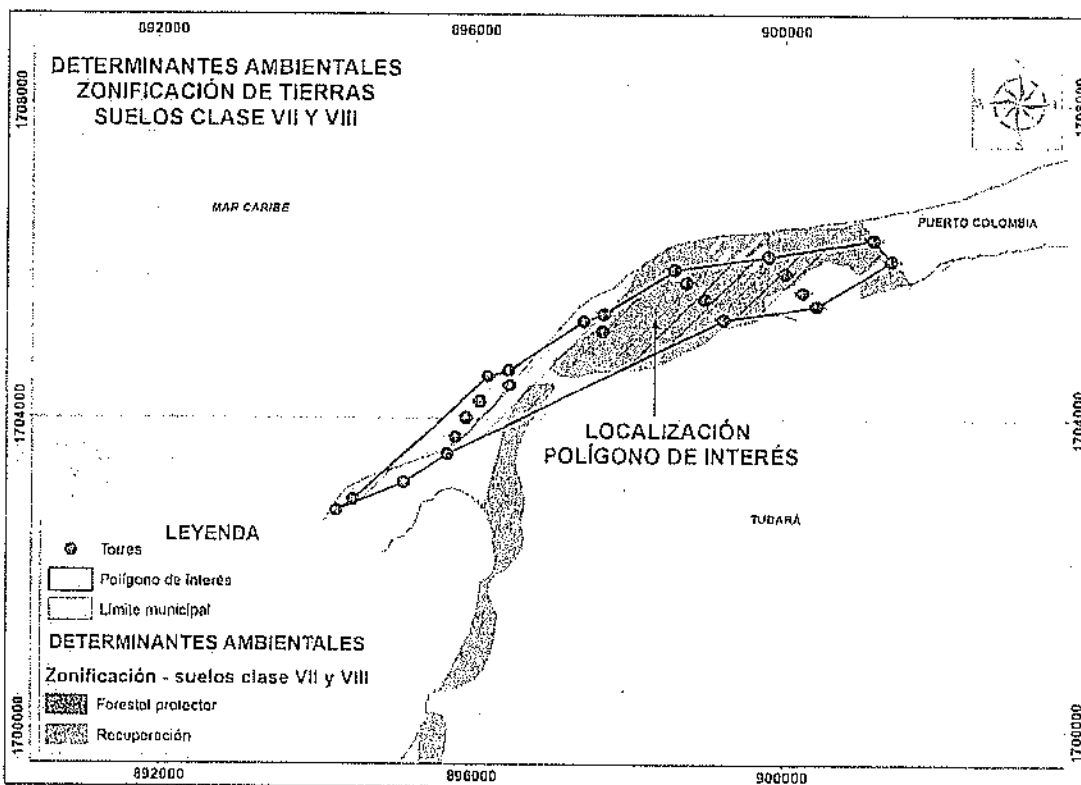 892000
896000
900000
DETERMINANTES AMBIENTALES
ZONIFICACIÓN DE TIERRAS
SUELOS CLASE VII Y VIII
1708000
1708000
MAR CARIBE
PUERTO COLOMBIA
1704000
1704000
LOCALIZACIÓN
POLÍGONO DE INTERÉS
TUBARÁ
LEYENDA
Torres
Polígono de Interés
Límite municipal
DETERMINANTES AMBIENTALES
Zonificación - suelos clase VII y VIII
Forestal protector
Recuperación
1700000
1700000
892000
896000
900000